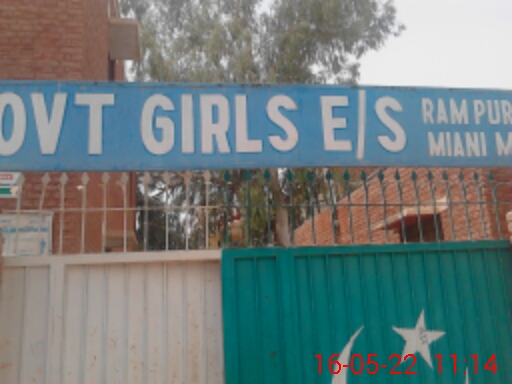 OVT GIRLS E/S
RAM PUR
MIANI M
16-05-22 11:14